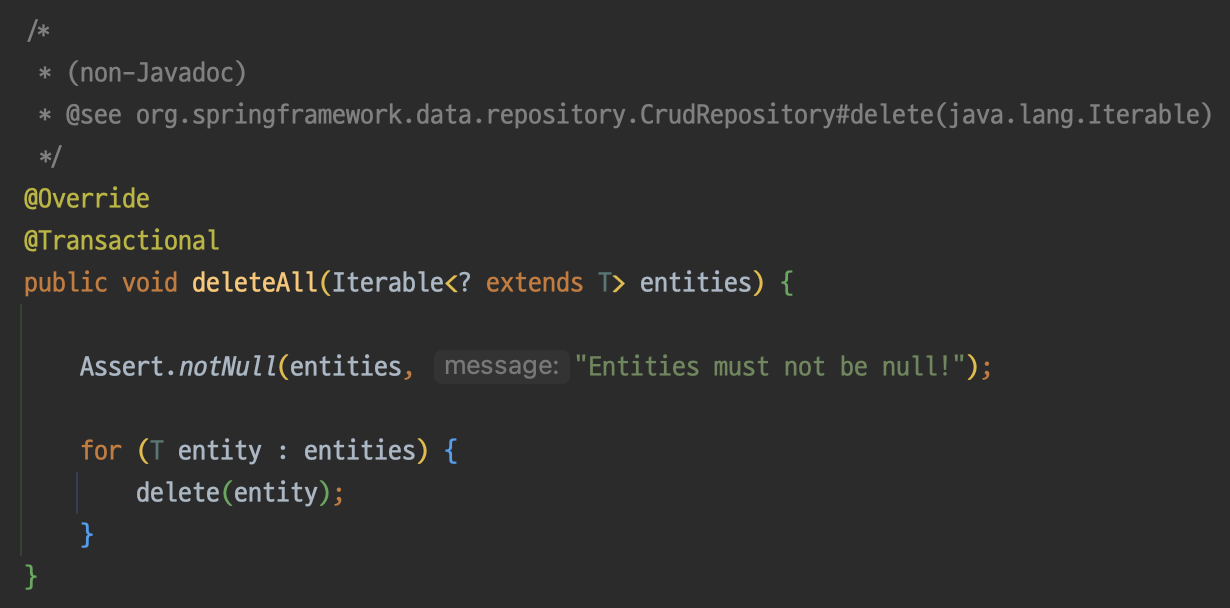 /*
 * (non-Javadoc)
 * @see org.springframework.data.repository.CrudRepository#delete(java.lang.Iterable)
 */
@Override
@Transactional
public void deleteAll(Iterable<? extends T> entities) {
Assert.notNull(entities, message: "Entities must not be null!");
for (T entity : entities) {
delete(entity);
}
}